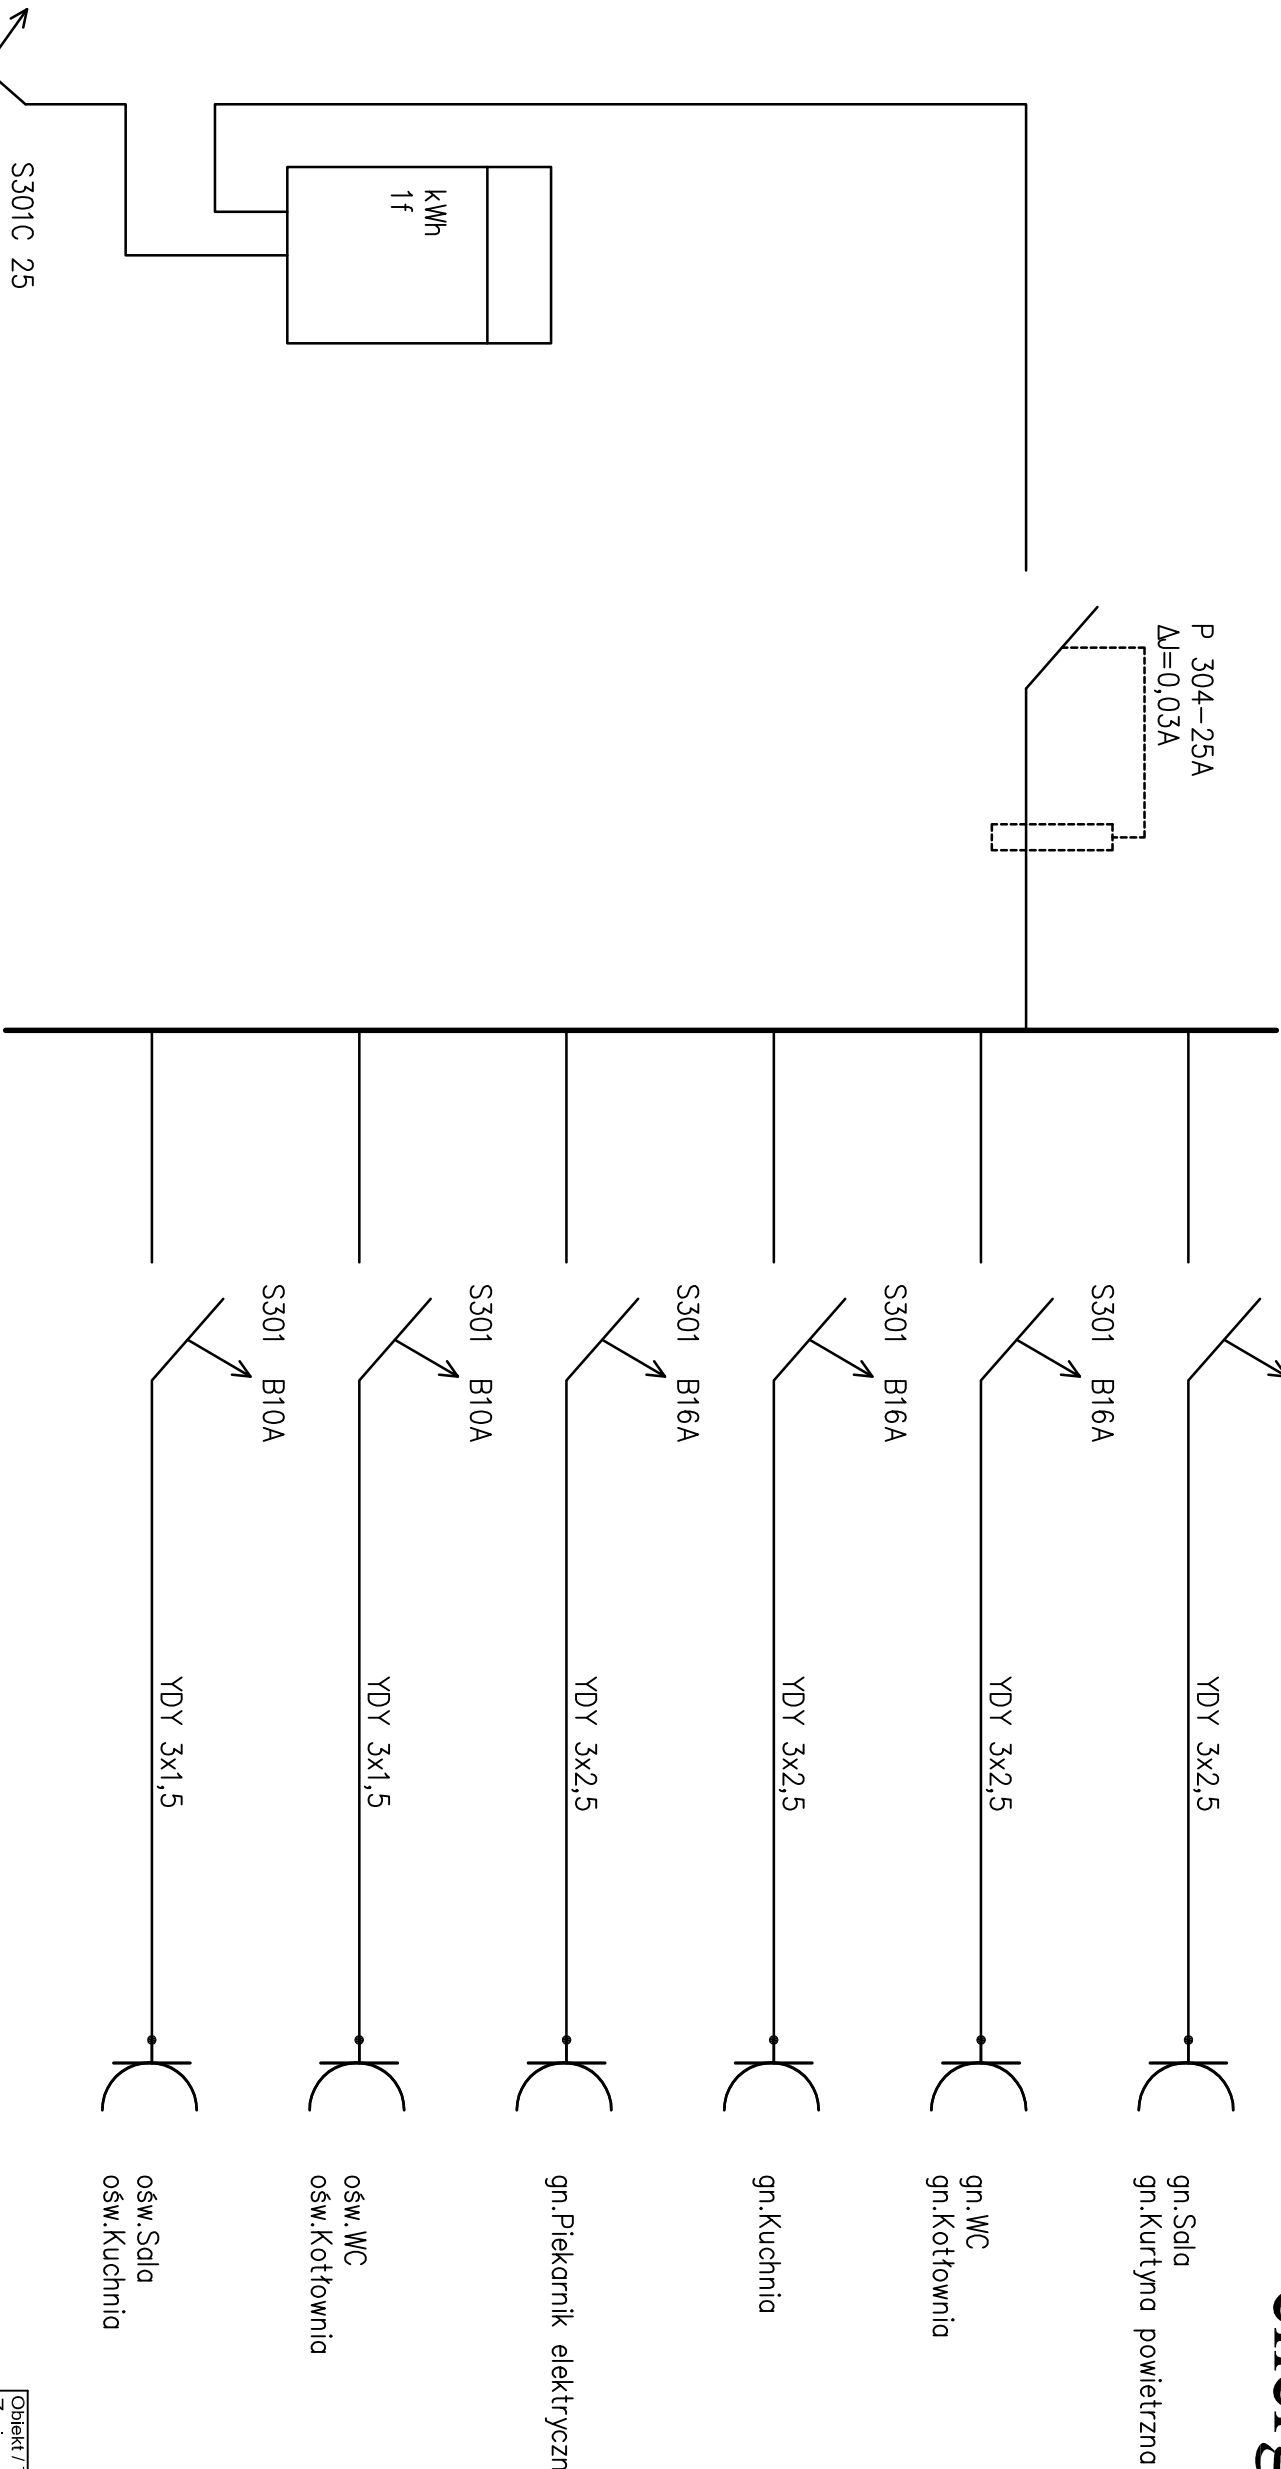 P 304-25A
ΔJ=0,03A
kWh
1f
S301C 25
S301 B16A
S301 B16A
S301 B16A
S301 B10A
S301 B10A
YDY 3x2,5
YDY 3x2,5
YDY 3x2,5
YDY 3x2,5
YDY 3x1,5
YDY 3x1,5
gn.Sala
gn.Kurtyna powietrzna
gn.WC
gn.Kotłownia
gn.Kuchnia
gn.Piekarnik elektryczn
ośw.WC
ośw.Kotłownia
ośw.Sala
ośw.Kuchnia
Obiekt /